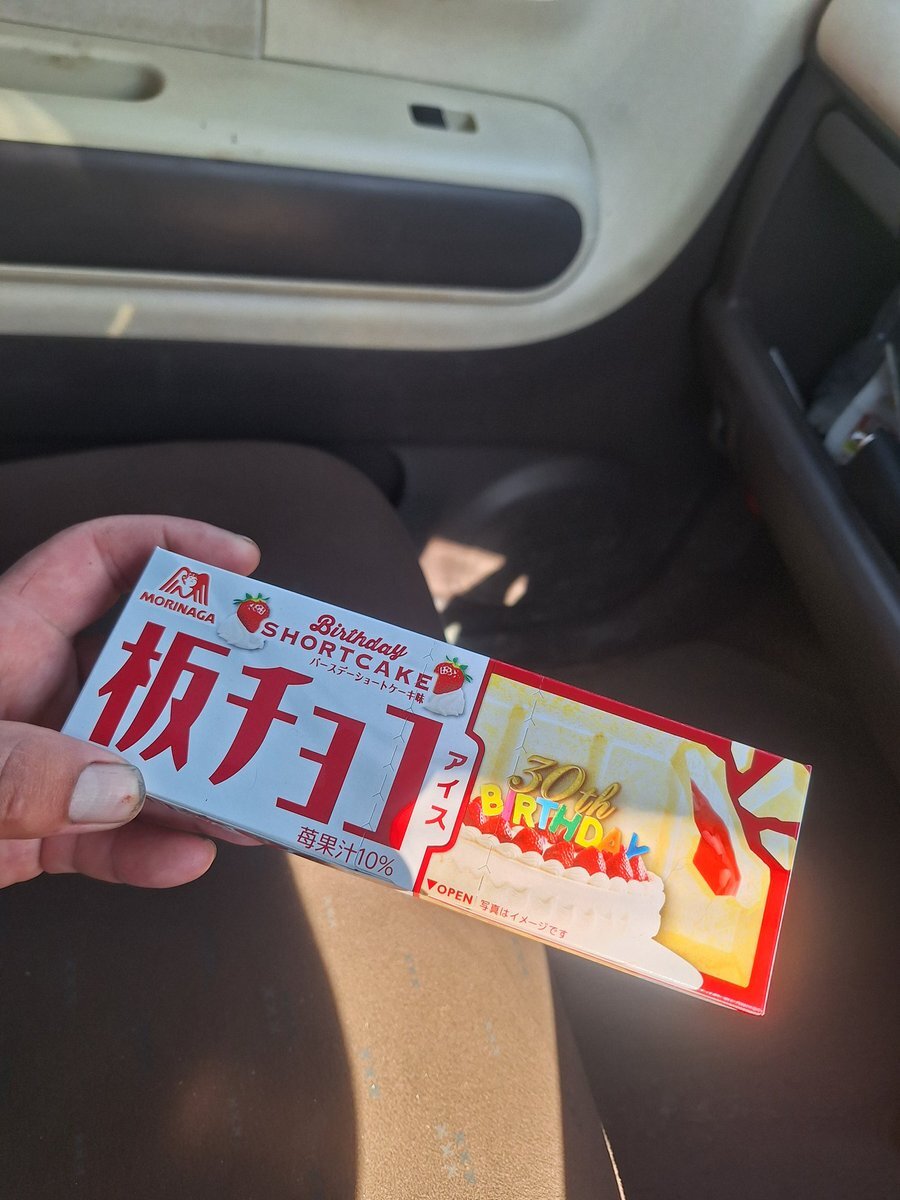 MORINAGA
Birthday
SHORTCAKE
バースデーショートケーキ味
板チョコ
アイス
苺果汁10%
30th
BIRTHDAY
▼OPEN
写真はイメージです